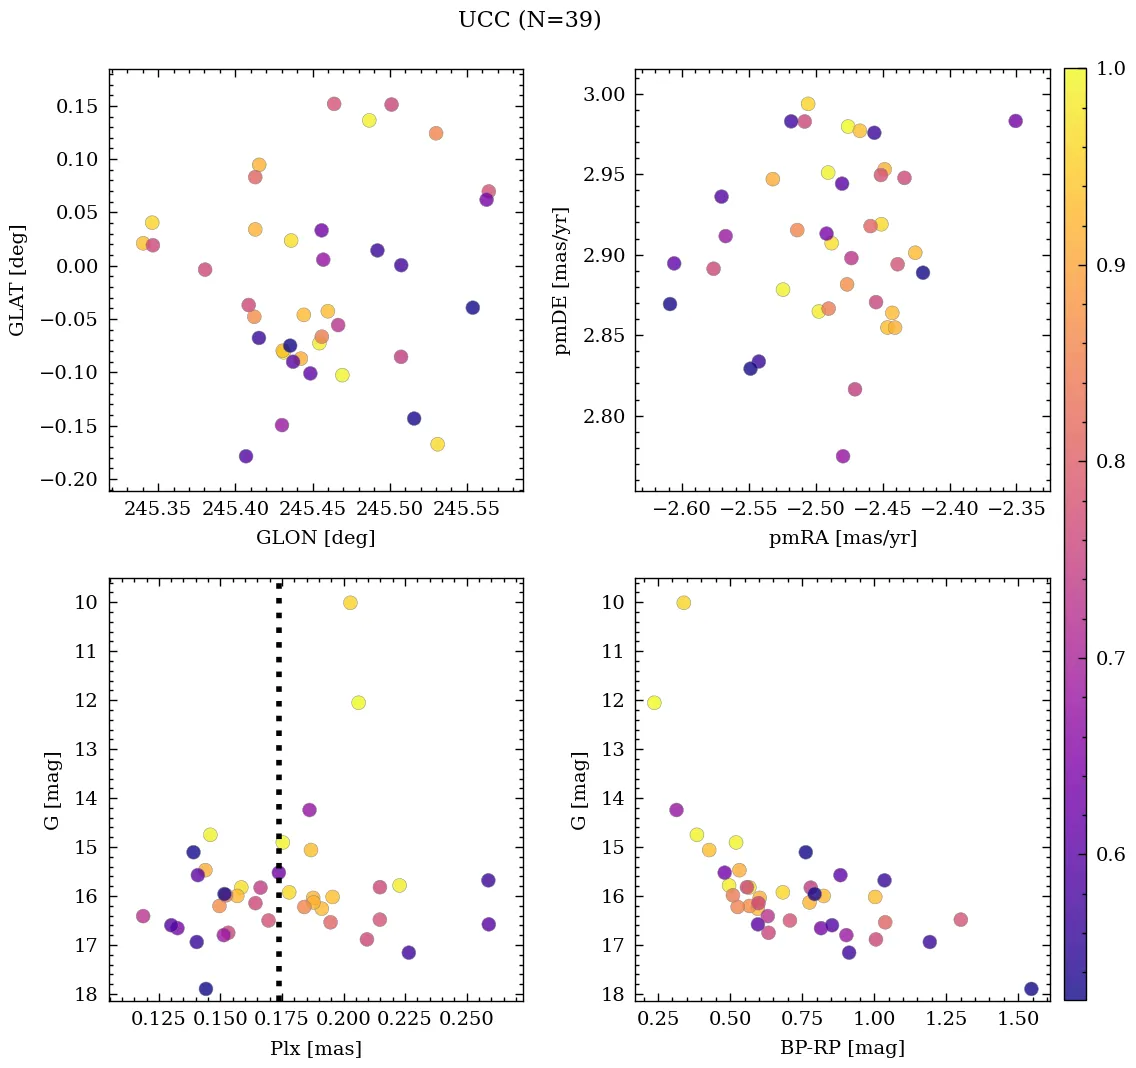 UCC (N=39)
0.15
0.10
0.05
0.00
−0.05
−0.10
−0.15
−0.20
GLAT [deg]
245.35 245.40 245.45 245.50 245.55
GLON [deg]
3.00
2.95
2.90
2.85
2.80
pmDE [mas/yr]
−2.60 −2.55 −2.50 −2.45 −2.40 −2.35
pmRA [mas/yr]
10
11
12
13
14
15
16
17
18
G [mag]
0.125 0.150 0.175 0.200 0.225 0.250
Plx [mas]
10
11
12
13
14
15
16
17
18
G [mag]
0.25 0.50 0.75 1.00 1.25 1.50
BP-RP [mag]
1.0
0.9
0.8
0.7
0.6